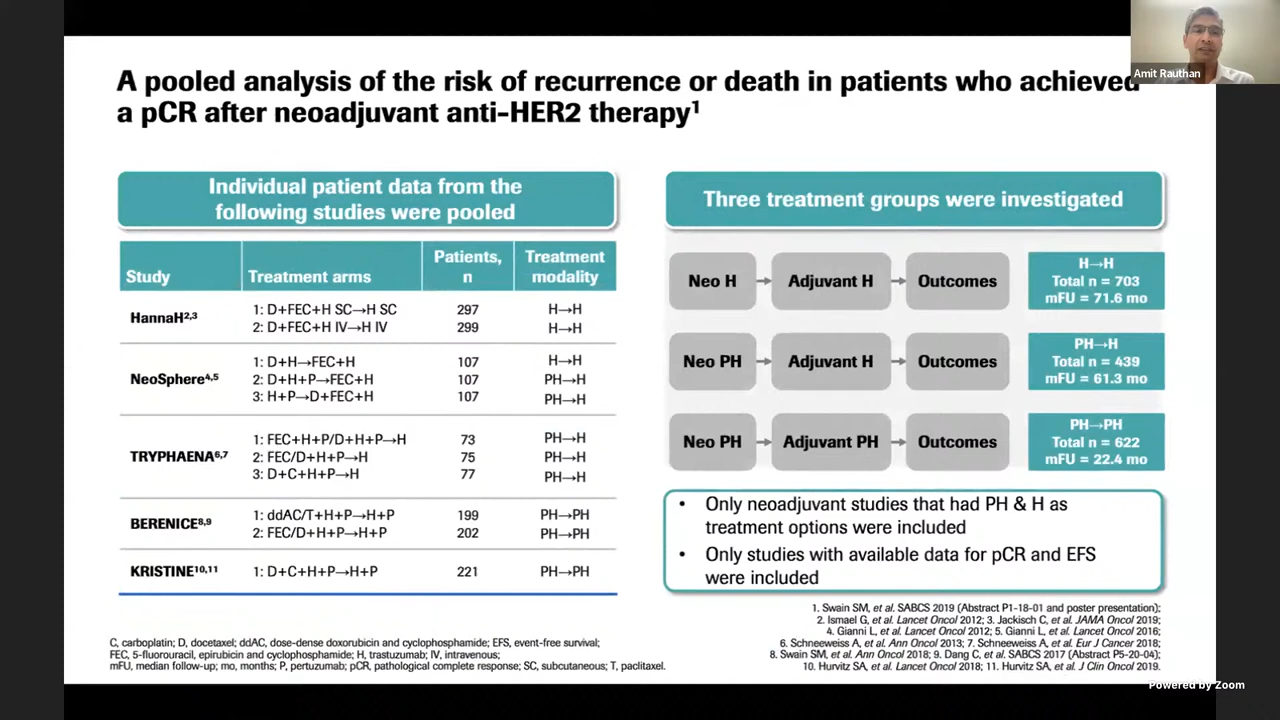 Amit Rauthan
A pooled analysis of the risk of recurrence or death in patients who achieved
a pCR after neoadjuvant anti-HER2 therapy1
Individual patient data from the
following studies were pooled
Study Treatment arms Patients, n Treatment modality
HannaH2,3
1: D+FEC+H SC→H SC 297 H→H
2: D+FEC+H IV→H IV 299 H→H
NeoSphere4,5
1: D+H→FEC+H 107 H→H
2: D+H+P→FEC+H 107 PH→H
3: H+P→D+FEC+H 107 PH→H
TRYPHAENA6,7
1: FEC+H+P/D+H+P→H 73 PH→H
2: FEC/D+H+P→H 75 PH→H
3: D+C+H+P→H 77 PH→H
BERENICE8,9
1: ddAC/T+H+P→H+P 199 PH→PH
2: FEC/D+H+P→H+P 202 PH→PH
KRISTINE10,11 1: D+C+H+P→H+P 221 PH→PH
Three treatment groups were investigated
Neo H → Adjuvant H → Outcomes
H→H
Total n = 703
mFU = 71.6 mo
Neo PH → Adjuvant H → Outcomes
PH→H
Total n = 439
mFU = 61.3 mo
Neo PH → Adjuvant PH → Outcomes
PH→PH
Total n = 622
mFU = 22.4 mo
• Only neoadjuvant studies that had PH & H as
treatment options were included
• Only studies with available data for pCR and EFS
were included
C, carboplatin; D, docetaxel; ddAC, dose-dense doxorubicin and cyclophosphamide; EFS, event-free survival;
FEC, 5-fluorouracil, epirubicin and cyclophosphamide; H, trastuzumab; IV, intravenous;
mFU, median follow-up; mo, months; P, pertuzumab; pCR, pathological complete response; SC, subcutaneous; T, paclitaxel.
1. Swain SM, et al. SABCS 2019 (Abstract P1-18-01 and poster presentation);
2. Ismael G, et al. Lancet Oncol 2012; 3. Jackisch C, et al. JAMA Oncol 2019;
4. Gianni L, et al. Lancet Oncol 2012; 5. Gianni L, et al. Lancet Oncol 2016;
6. Schneeweiss A, et al. Ann Oncol 2013; 7. Schneeweiss A, et al. Eur J Cancer 2018;
8. Swain SM, et al. Ann Oncol 2018; 9. Dang C, et al. SABCS 2017 (Abstract P5-20-04);
10. Hurvitz SA, et al. Lancet Oncol 2018; 11. Hurvitz SA, et al. J Clin Oncol 2019.
Powered by Zoom